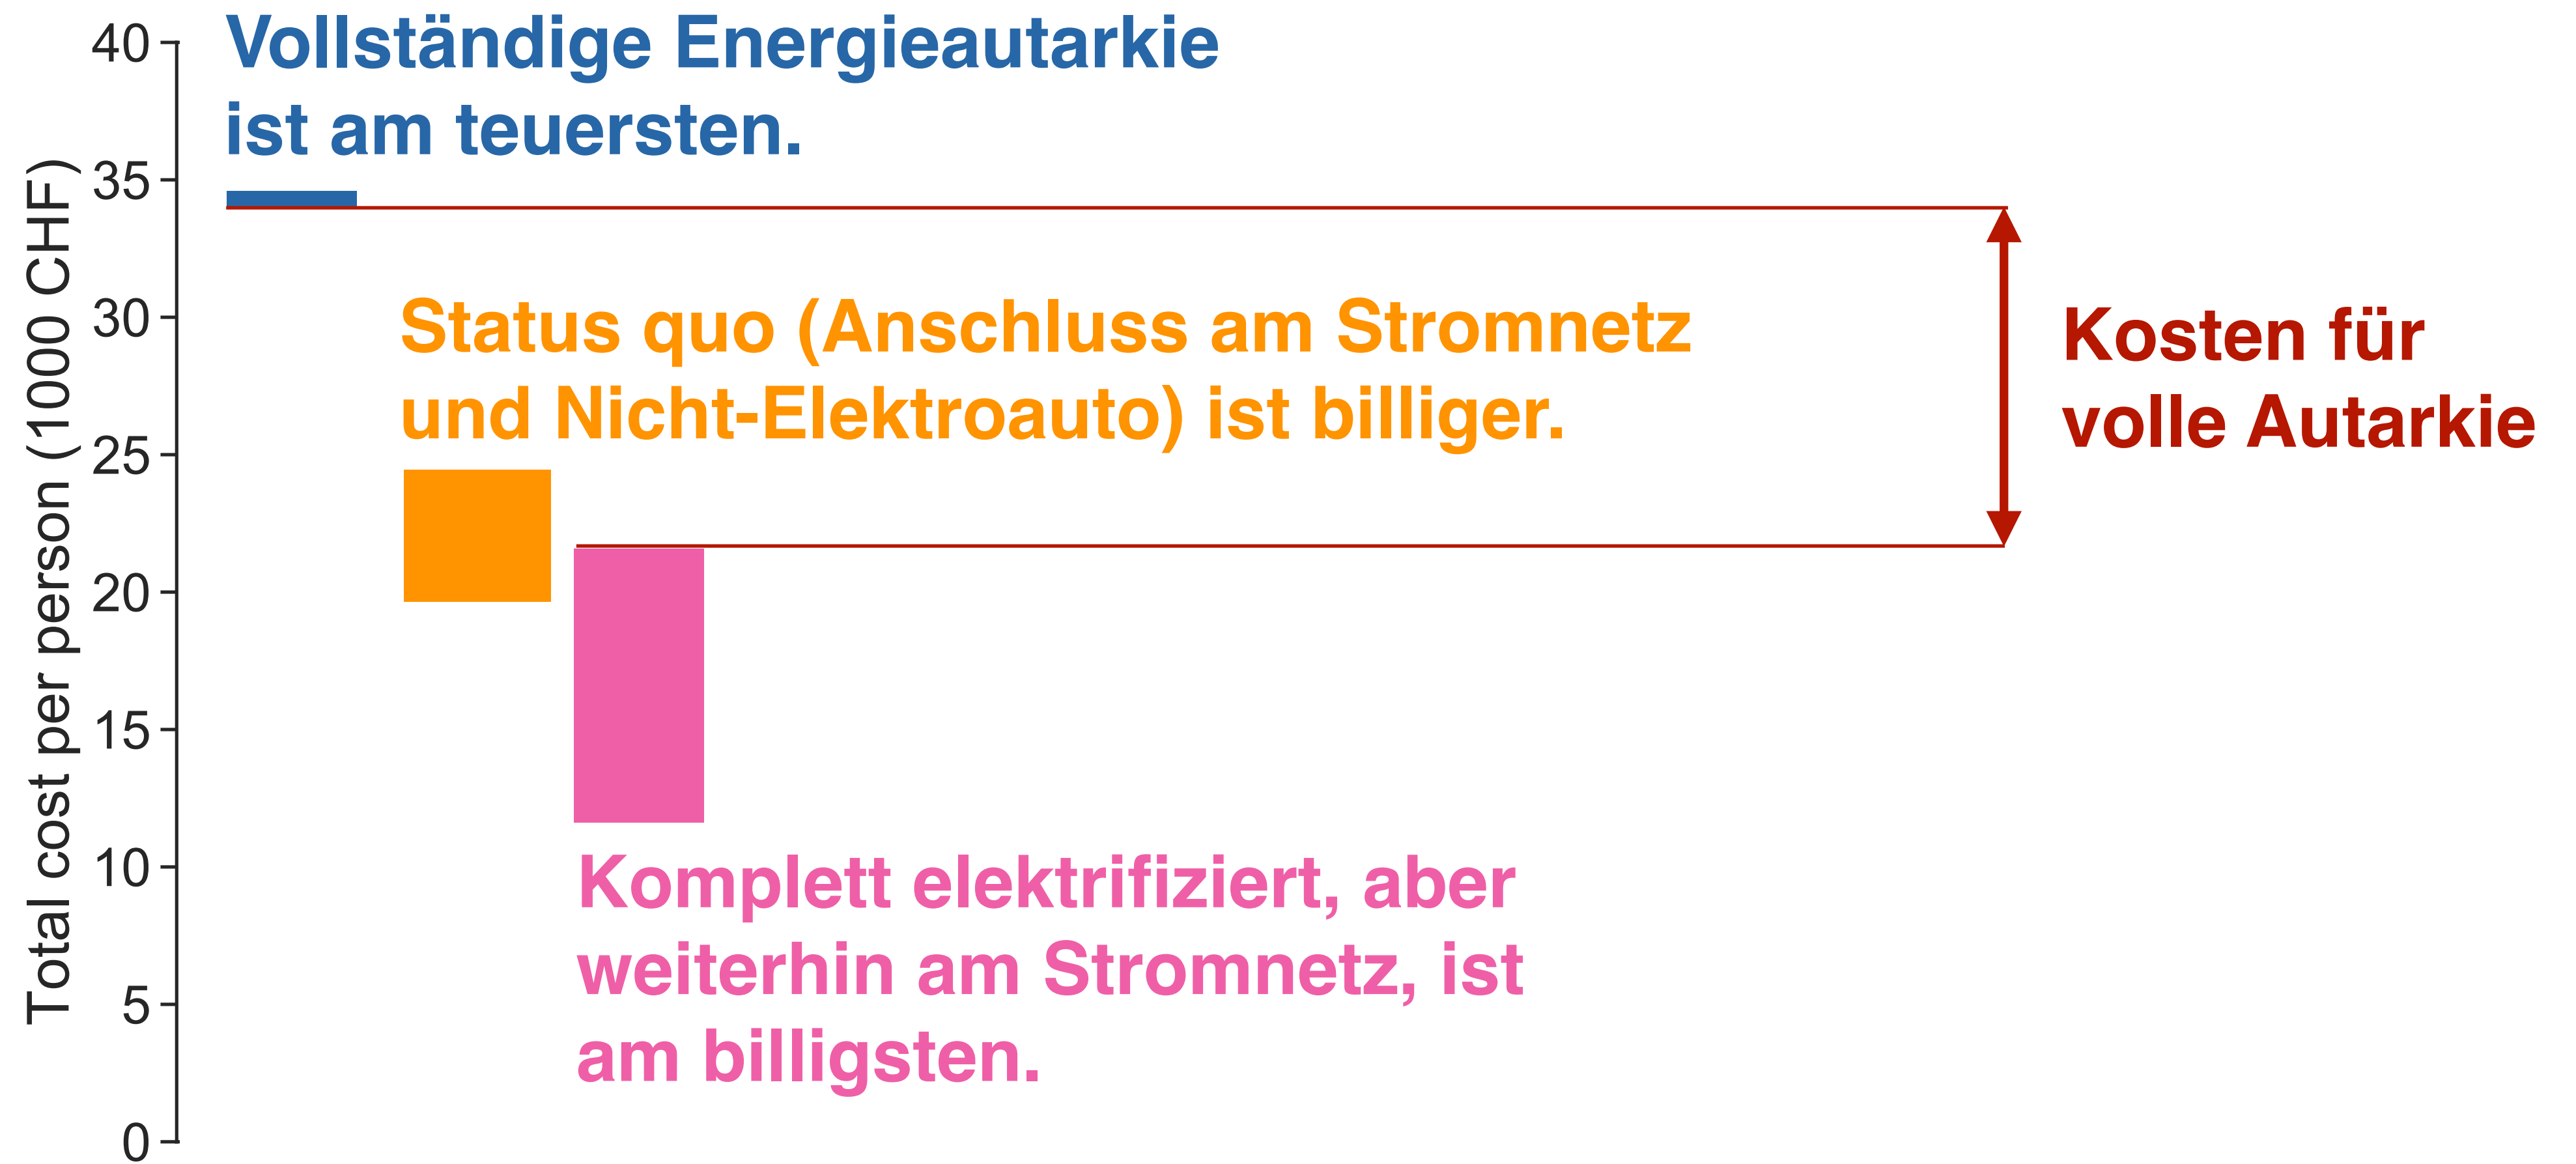 Total cost per person (1000 CHF)
40
35
30
25
20
15
10
5
0
Vollständige Energieautarkie
ist am teuersten.
Status quo (Anschluss am Stromnetz
und Nicht-Elektroauto) ist billiger.
Kosten für
volle Autarkie
Komplett elektrifiziert, aber
weiterhin am Stromnetz, ist
am billigsten.